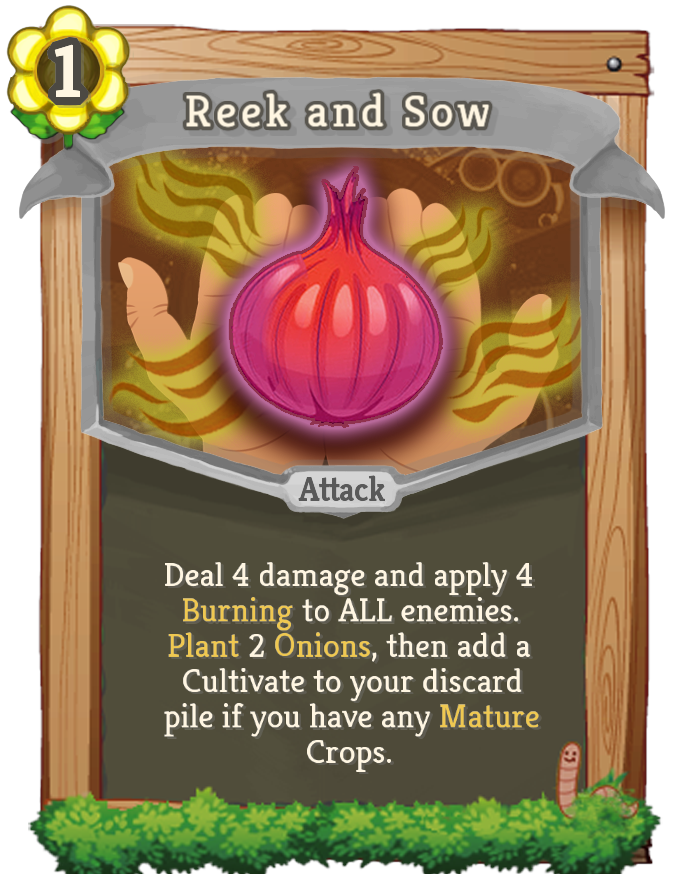 1
Reek and Sow
Attack
Deal 4 damage and apply 4
Burning to ALL enemies.
Plant 2 Onions, then add a
Cultivate to your discard
pile if you have any Mature
Crops.